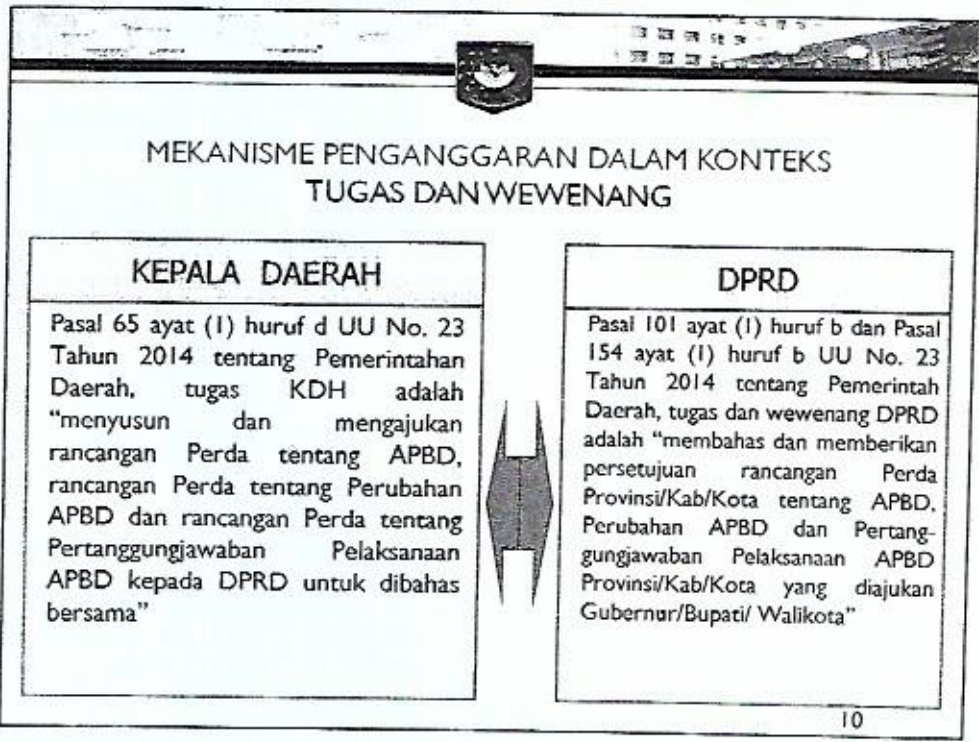 MEKANISME PENGANGGARAN DALAM KONTEKS
TUGAS DAN WEWENANG
KEPALA DAERAH
Pasal 65 ayat (1) huruf d UU No. 23
Tahun 2014 tentang Pemerintahan
Daerah, tugas KDH adalah
“menyusun dan mengajukan
rancangan Perda tentang APBD,
rancangan Perda tentang Perubahan
APBD dan rancangan Perda tentang
Pertanggungjawaban Pelaksanaan
APBD kepada DPRD untuk dibahas
bersama”
DPRD
Pasal 101 ayat (1) huruf b dan Pasal
154 ayat (1) huruf b UU No. 23
Tahun 2014 tentang Pemerintah
Daerah, tugas dan wewenang DPRD
adalah “membahas dan memberikan
persetujuan rancangan Perda
Provinsi/Kab/Kota tentang APBD,
Perubahan APBD dan Pertang-
gungjawaban Pelaksanaan APBD
Provinsi/Kab/Kota yang diajukan
Gubernur/Bupati/ Walikota”
10